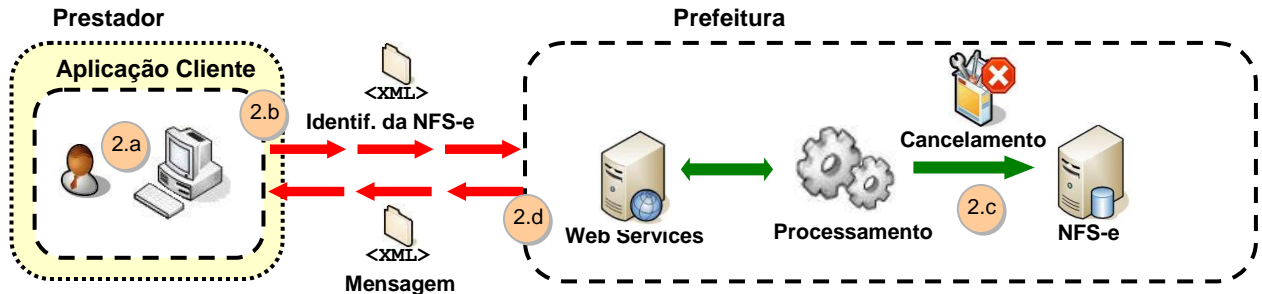 Prestador
Prefeitura
Aplicação Cliente
2.a
2.b
<XML>
Identif. da NFS-e
<XML>
Mensagem
2.d
Web Services
Processamento
Cancelamento
2.c
NFS-e